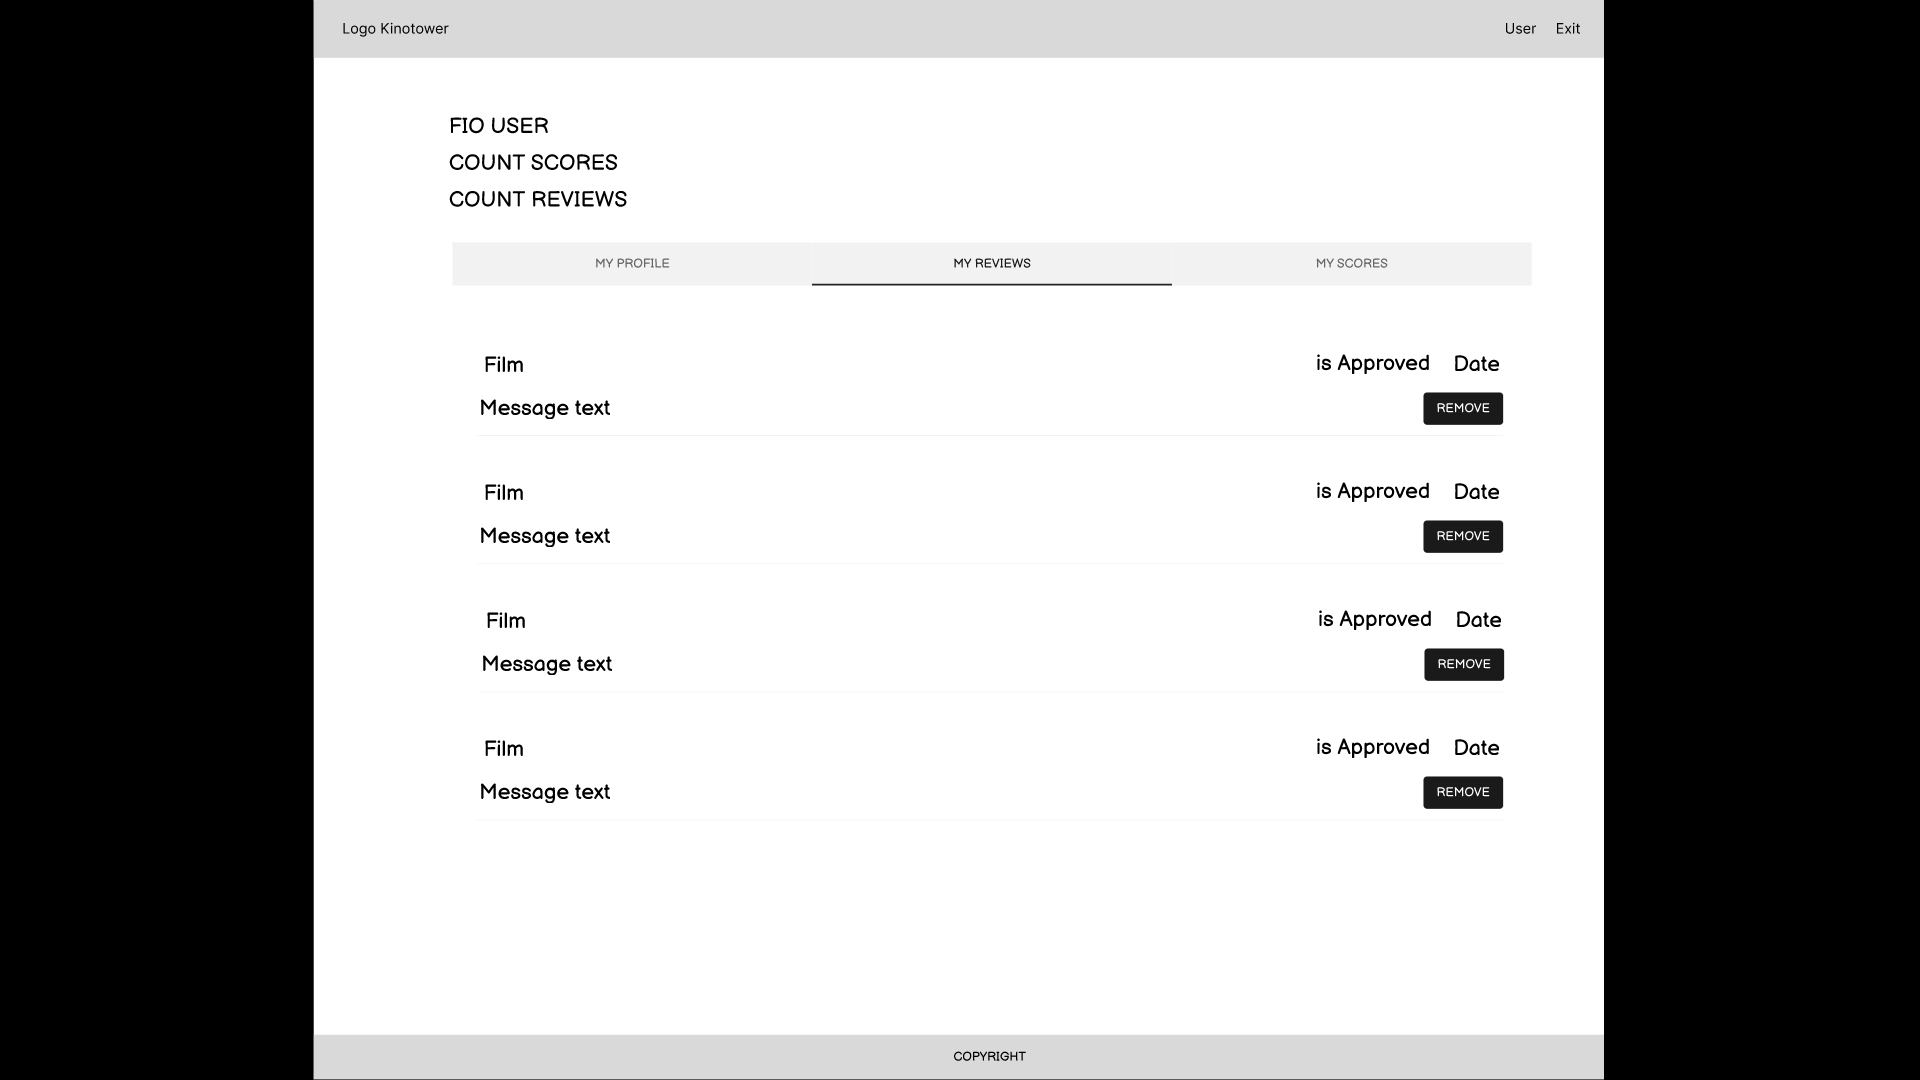 Logo Kinotower User Exit
FIO USER
COUNT SCORES
COUNT REVIEWS
MY PROFILE MY REVIEWS MY SCORES
Film is Approved Date
Message text REMOVE
Film is Approved Date
Message text REMOVE
Film is Approved Date
Message text REMOVE
Film is Approved Date
Message text REMOVE
COPYRIGHT